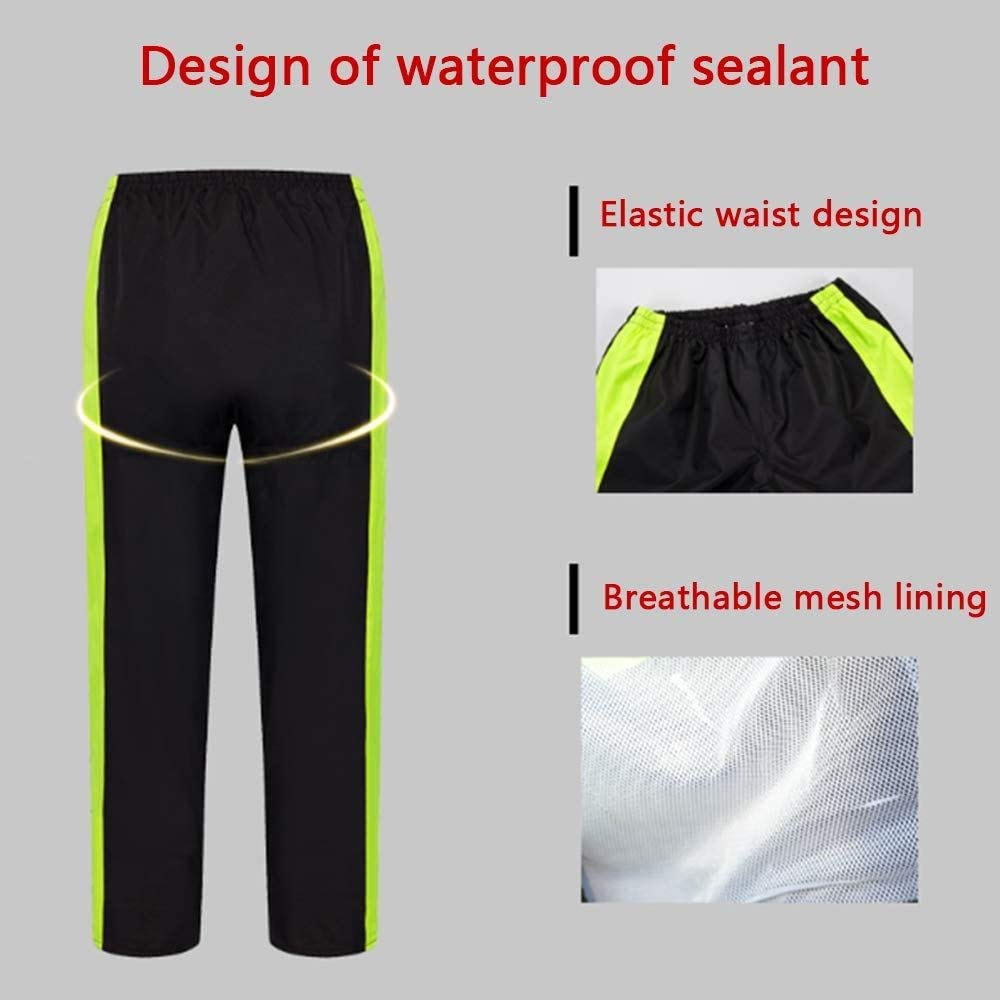 Design of waterproof sealant
Elastic waist design
Breathable mesh lining